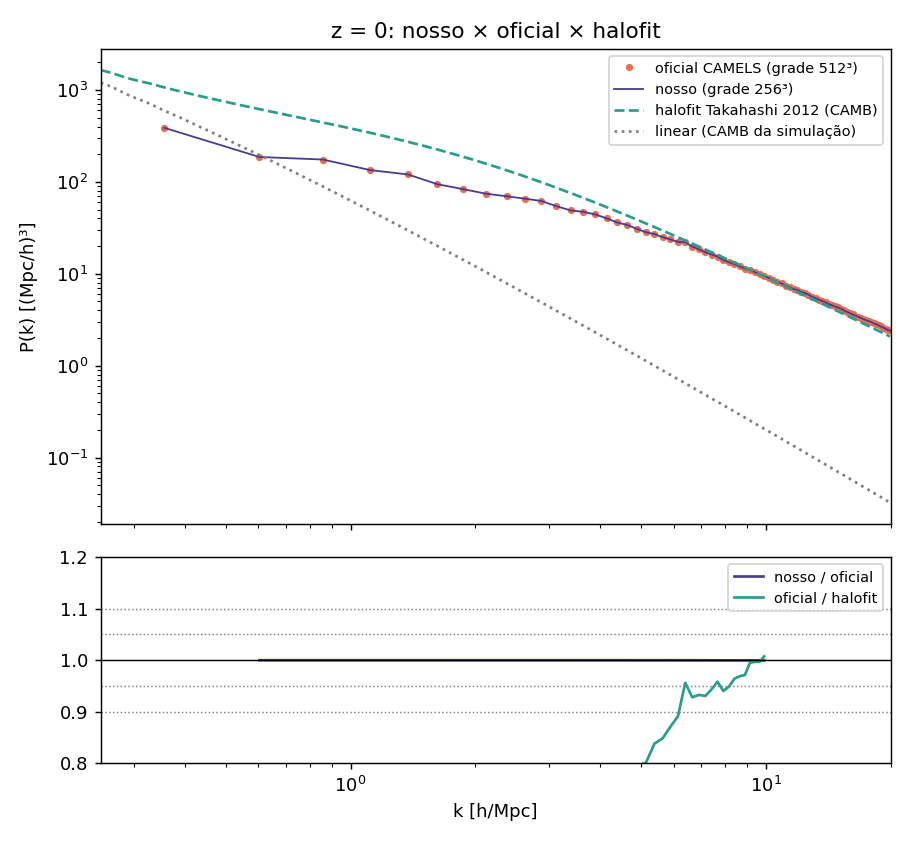 z = 0: nosso × oficial × halofit
P(k) [(Mpc/h)³]
10³
10²
10¹
10⁰
10⁻¹
oficial CAMELS (grade 512³)
nosso (grade 256³)
halofit Takahashi 2012 (CAMB)
linear (CAMB da simulação)
1.2
1.1
1.0
0.9
0.8
nosso / oficial
oficial / halofit
10⁰
10¹
k [h/Mpc]